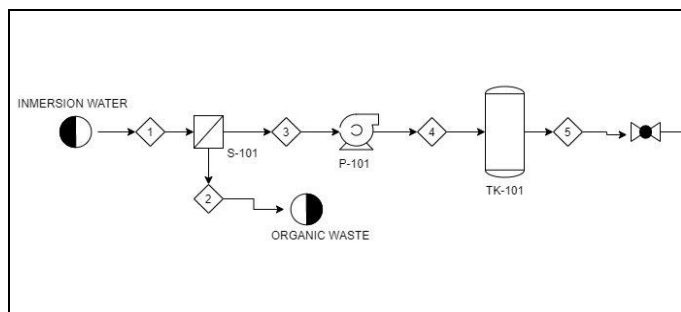 INMERSION WATER
1
S-101
3
P-101
4
TK-101
5
2
ORGANIC WASTE